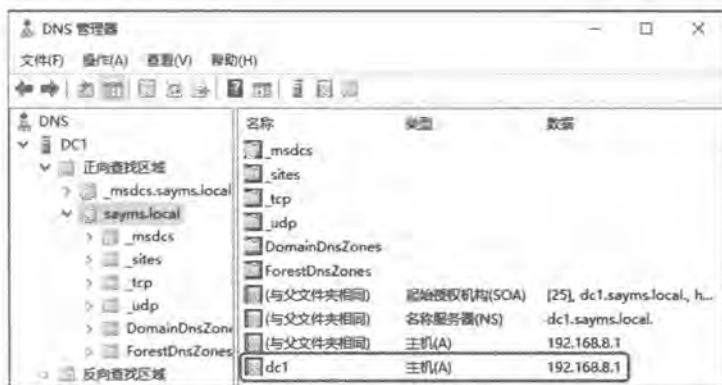 DNS 管理器
文件(F) 操作(A) 查看(V) 帮助(H)
DNS
DC1
正向查找区域
_msdcs.sayms.local
sayms.local
_msdcs
_sites
_tcp
_udp
DomainDnsZone
ForestDnsZones
反向查找区域
名称 类型 数据
_msdcs
_sites
_tcp
_udp
DomainDnsZones
ForestDnsZones
(与父文件夹相同) 起始授权机构(SOA) [25], dc1.sayms.local., h...
(与父文件夹相同) 名称服务器(NS) dc1.sayms.local.
(与父文件夹相同) 主机(A) 192.168.8.1
dc1 主机(A) 192.168.8.1